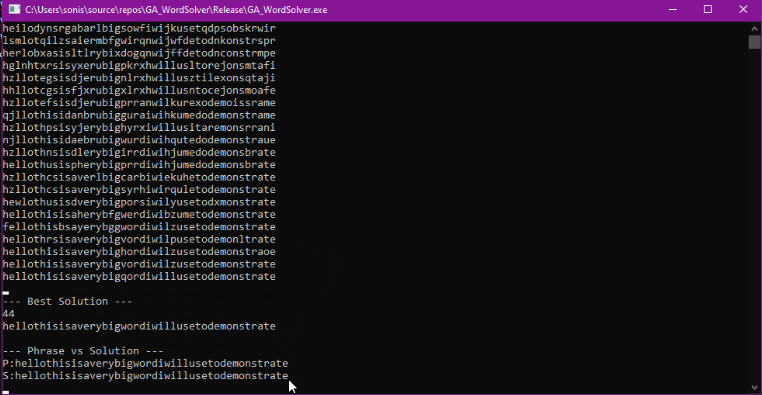 C:\Users\sonis\source\repos\GA_WordSolver\Release\GA_WordSolver.exe
heilodynsrgabarlbigsowfiwijkusetqdpsobskrwir
lsmlotqilzsaiermbfgwirqnwijwfdetodnkonstrspr
herlobxasisltlrybixdogqnwijffdetodnconstrmpe
hglnhtxrsisyxerubigpkrxhwillusltorejonsmtafi
hzllotegsisdjerubignlrxhwillusztilexonsqtaji
hhllotcgsisfjxrubigxlrxhwillusntocejonsmoafe
hzllotefsisdjerubigprranwilkurexodemoissrame
qjllothisidanbrubigguraiwihkumedodemonstrame
hzllothpsisyjerybighyrxiwillusitaremonsrrani
njllothisidaebrubigwurdiwihqutedodemonstraue
hzllothnsisdlerybigirrdiwihjumedodemonsbrate
hellothusispherybigprrdiwihjumedodemonsbrate
hzllothcsisaverlbigcarbiwiekuhetodemonstrate
hzllothcsisaverybigsyrhiwirquletodemonstrate
hewlothusisdverybigporsiwilyusetodxmonstrate
hellothisisaherybfgwerdiwibzumetodemonstrate
fellothisbsayerybggwordiwilzusetodemonstrate
hellothrsisaverybigvordiwilpusetodemonltrate
hellothisisaverybighordiwilzusetodemonstraoe
hellothisisaverybigvordiwilzusetodemonstrate
hellothisisaverybigqordiwillusetodemonstrate
--- Best Solution ---
44
hellothisisaverybigwordiwillusetodemonstrate
--- Phrase vs Solution ---
P:hellothisisaverybigwordiwillusetodemonstrate
S:hellothisisaverybigwordiwillusetodemonstrate